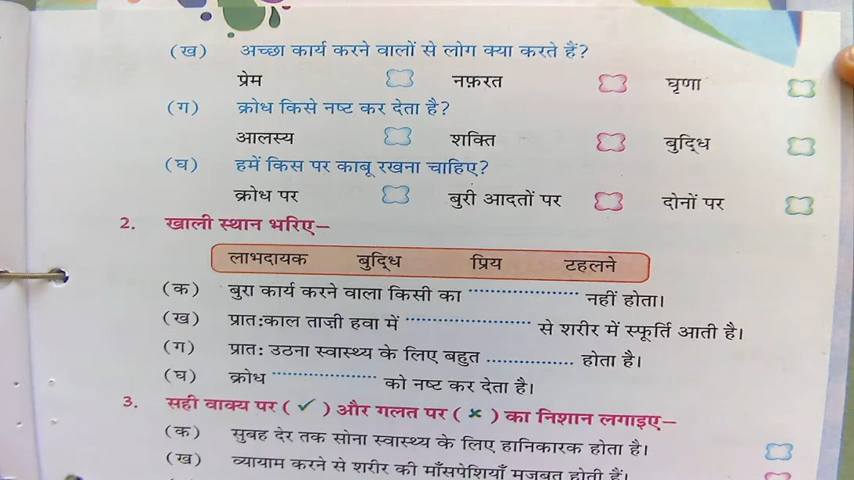 (ख) अच्छा कार्य करने वालों से लोग क्या करते हैं?
प्रेम नफ़रत घृणा
(ग) क्रोध किसे नष्ट कर देता है?
आलस्य शक्ति बुद्धि
(घ) हमें किस पर काबू रखना चाहिए?
क्रोध पर बुरी आदतों पर दोनों पर
2. खाली स्थान भरिए–
लाभदायक बुद्धि प्रिय टहलने
(क) बुरा कार्य करने वाला किसी का .................... नहीं होता।
(ख) प्रात:काल ताज़ी हवा में .................... से शरीर में स्फूर्ति आती है।
(ग) प्रात: उठना स्वास्थ्य के लिए बहुत ................ होता है।
(घ) क्रोध .................... को नष्ट कर देता है।
3. सही वाक्य पर ( ✓ ) और गलत पर ( × ) का निशान लगाइए–
(क) सुबह देर तक सोना स्वास्थ्य के लिए हानिकारक होता है।
(ख) व्यायाम करने से शरीर की माँसपेशियाँ मजबूत होती हैं।